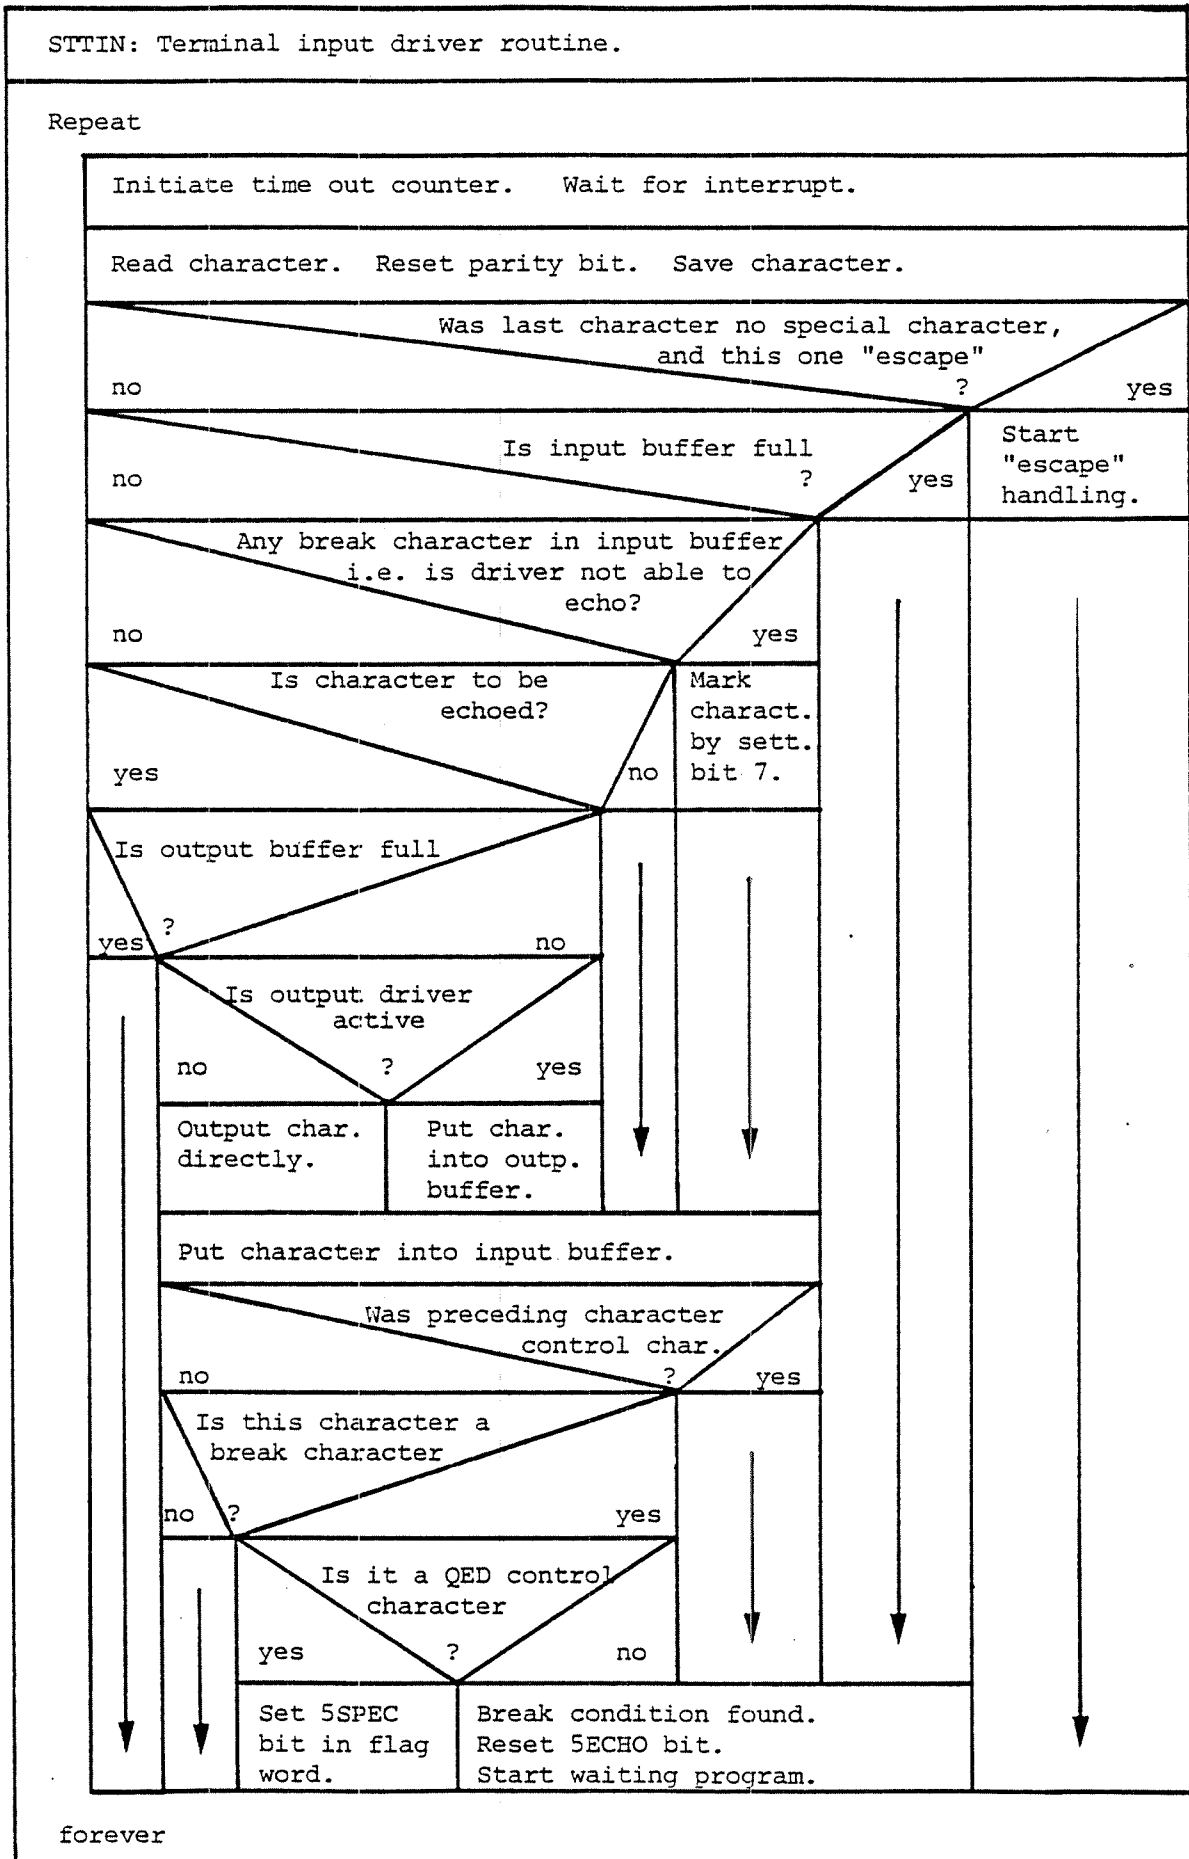 STTIN: Terminal input driver routine.
Repeat
Initiate time out counter. Wait for interrupt.
Read character. Reset parity bit. Save character.
Was last character no special character,
and this one "escape"
?
no
yes
Is input buffer full
?
no
yes
Start
"escape"
handling.
Any break character in input buffer
i.e. is driver not able to
echo?
no
yes
Is character to be
echoed?
yes
no
Mark
charact.
by sett.
bit 7.
Is output buffer full
?
yes
no
Is output driver
active
?
no
yes
Output char.
directly.
Put char.
into outp.
buffer.
Put character into input buffer.
Was preceding character
control char.
?
no
yes
Is this character a
break character
?
no
yes
Is it a QED control
character
?
yes
no
Set 5SPEC
bit in flag
word.
Break condition found.
Reset 5ECHO bit.
Start waiting program.
forever